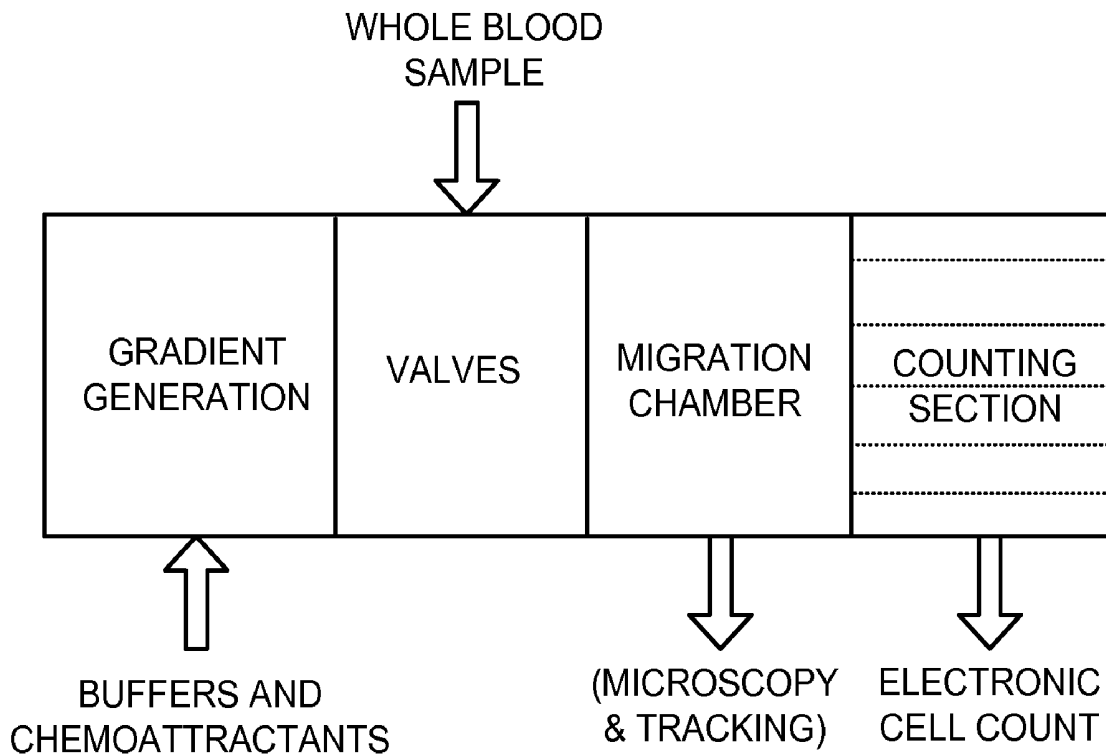 WHOLE BLOOD
SAMPLE
GRADIENT
GENERATION
VALVES
MIGRATION
CHAMBER
COUNTING
SECTION
BUFFERS AND
CHEMOATTRACTANTS
(MICROSCOPY
& TRACKING)
ELECTRONIC
CELL COUNT